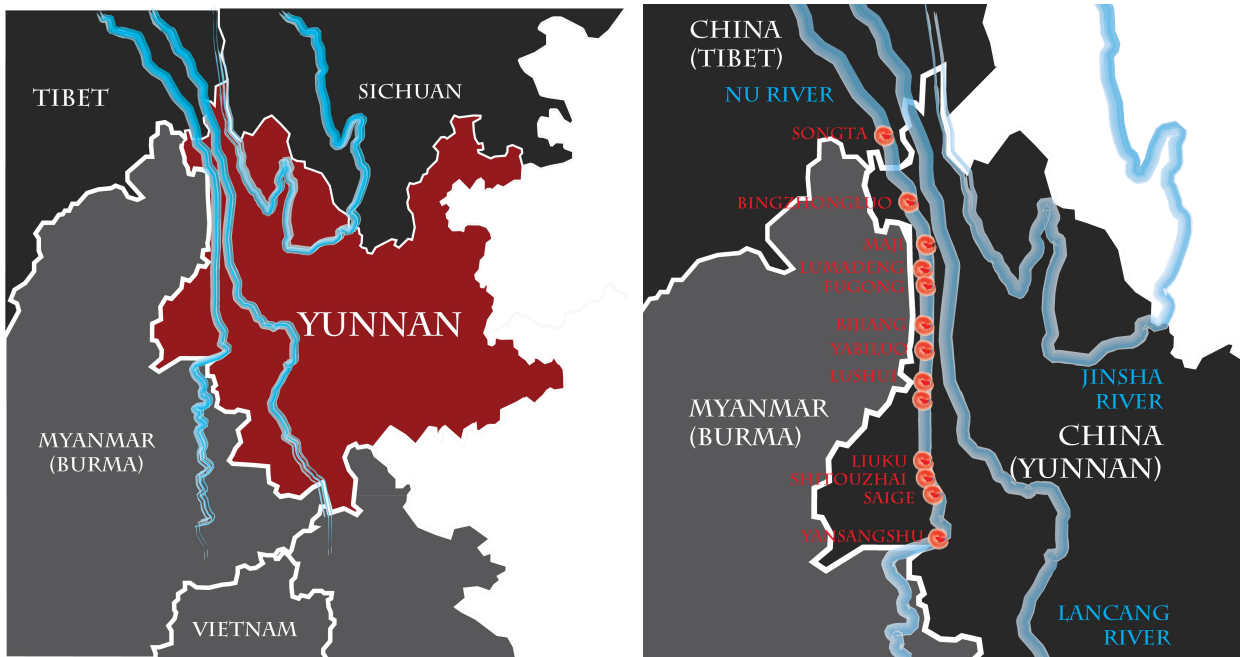 TIBET
SICHUAN
YUNNAN
MYANMAR
(BURMA)
VIETNAM
CHINA
(TIBET)
NU RIVER
SONGTA
BINGZHONGLUO
MAJI
LUMADENG
FUGONG
BIJIANG
YABILUO
LUSHUI
JINSHA
RIVER
MYANMAR
(BURMA)
CHINA
(YUNNAN)
LIUKU
SHITOUZHAI
SAIGE
YANSANGSHU
LANCANG
RIVER